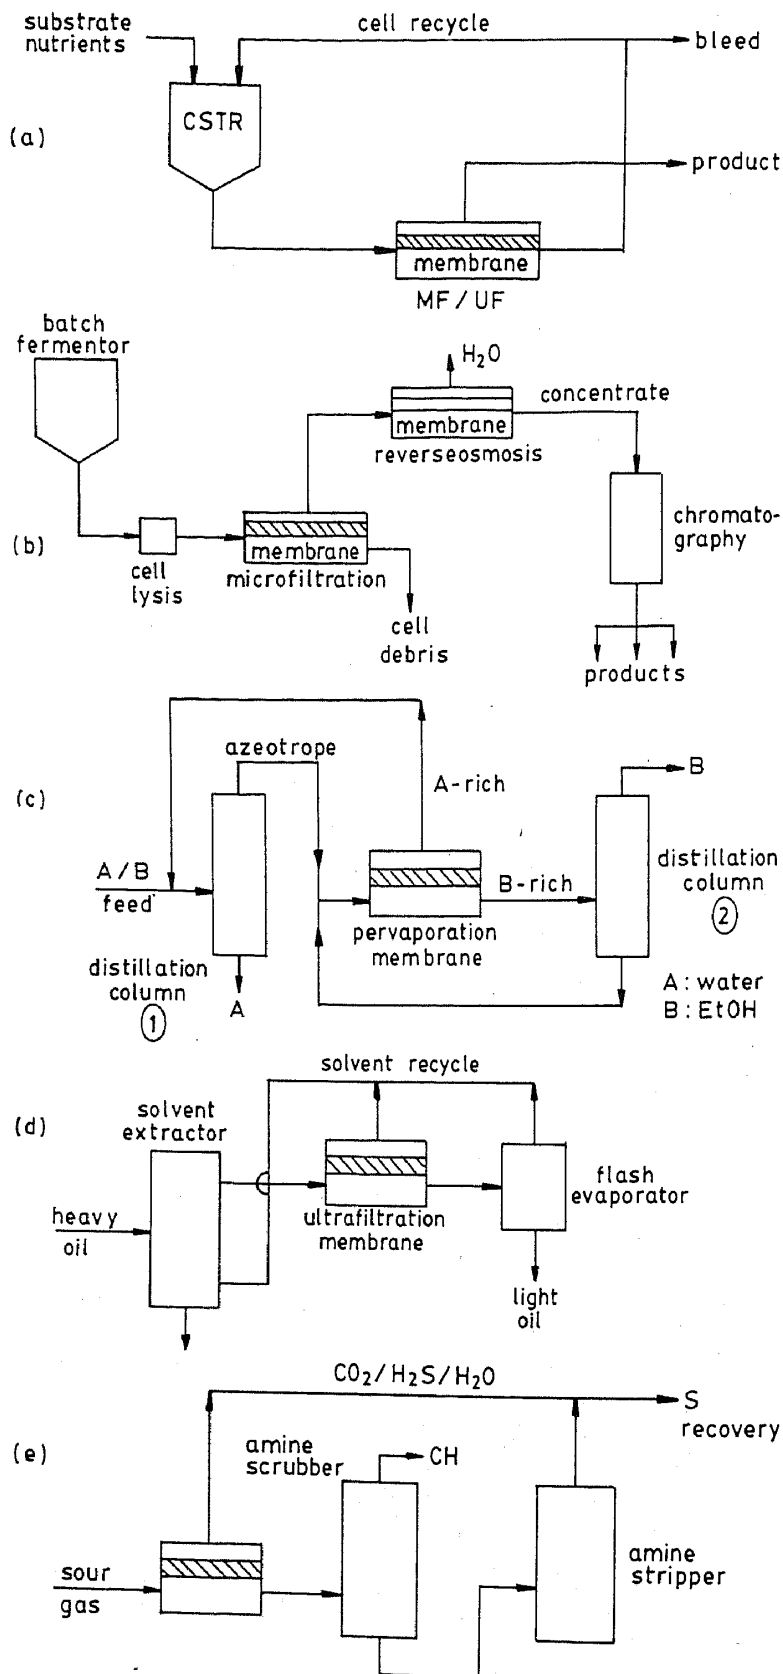 substrate
nutrients
cell recycle
bleed
CSTR
(a)
product
membrane
MF/UF
batch
fermentor
H₂O
concentrate
membrane
reverseosmosis
chromato-
graphy
(b)
membrane
microfiltration
cell
lysis
cell
debris
products
azeotrope
A-rich
B
(c)
A/B
feed
B-rich
distillation
column
2
pervaporation
membrane
distillation
column
1
A
A: water
B: EtOH
solvent recycle
(d)
solvent
extractor
flash
evaporator
heavy
oil
ultrafiltration
membrane
light
oil
CO₂/H₂S/H₂O
S
recovery
(e)
amine
scrubber
CH
amine
stripper
sour
gas